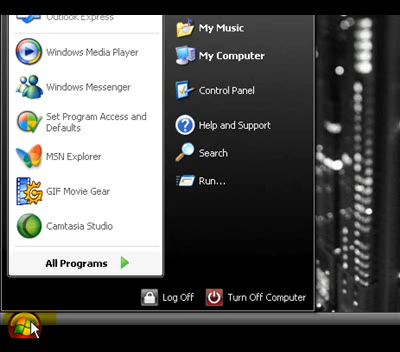 Outlook Express
Windows Media Player
Windows Messenger
Set Program Access and
Defaults
MSN Explorer
GIF Movie Gear
Camtasia Studio
All Programs
My Music
My Computer
Control Panel
Help and Support
Search
Run...
Log Off
Turn Off Computer